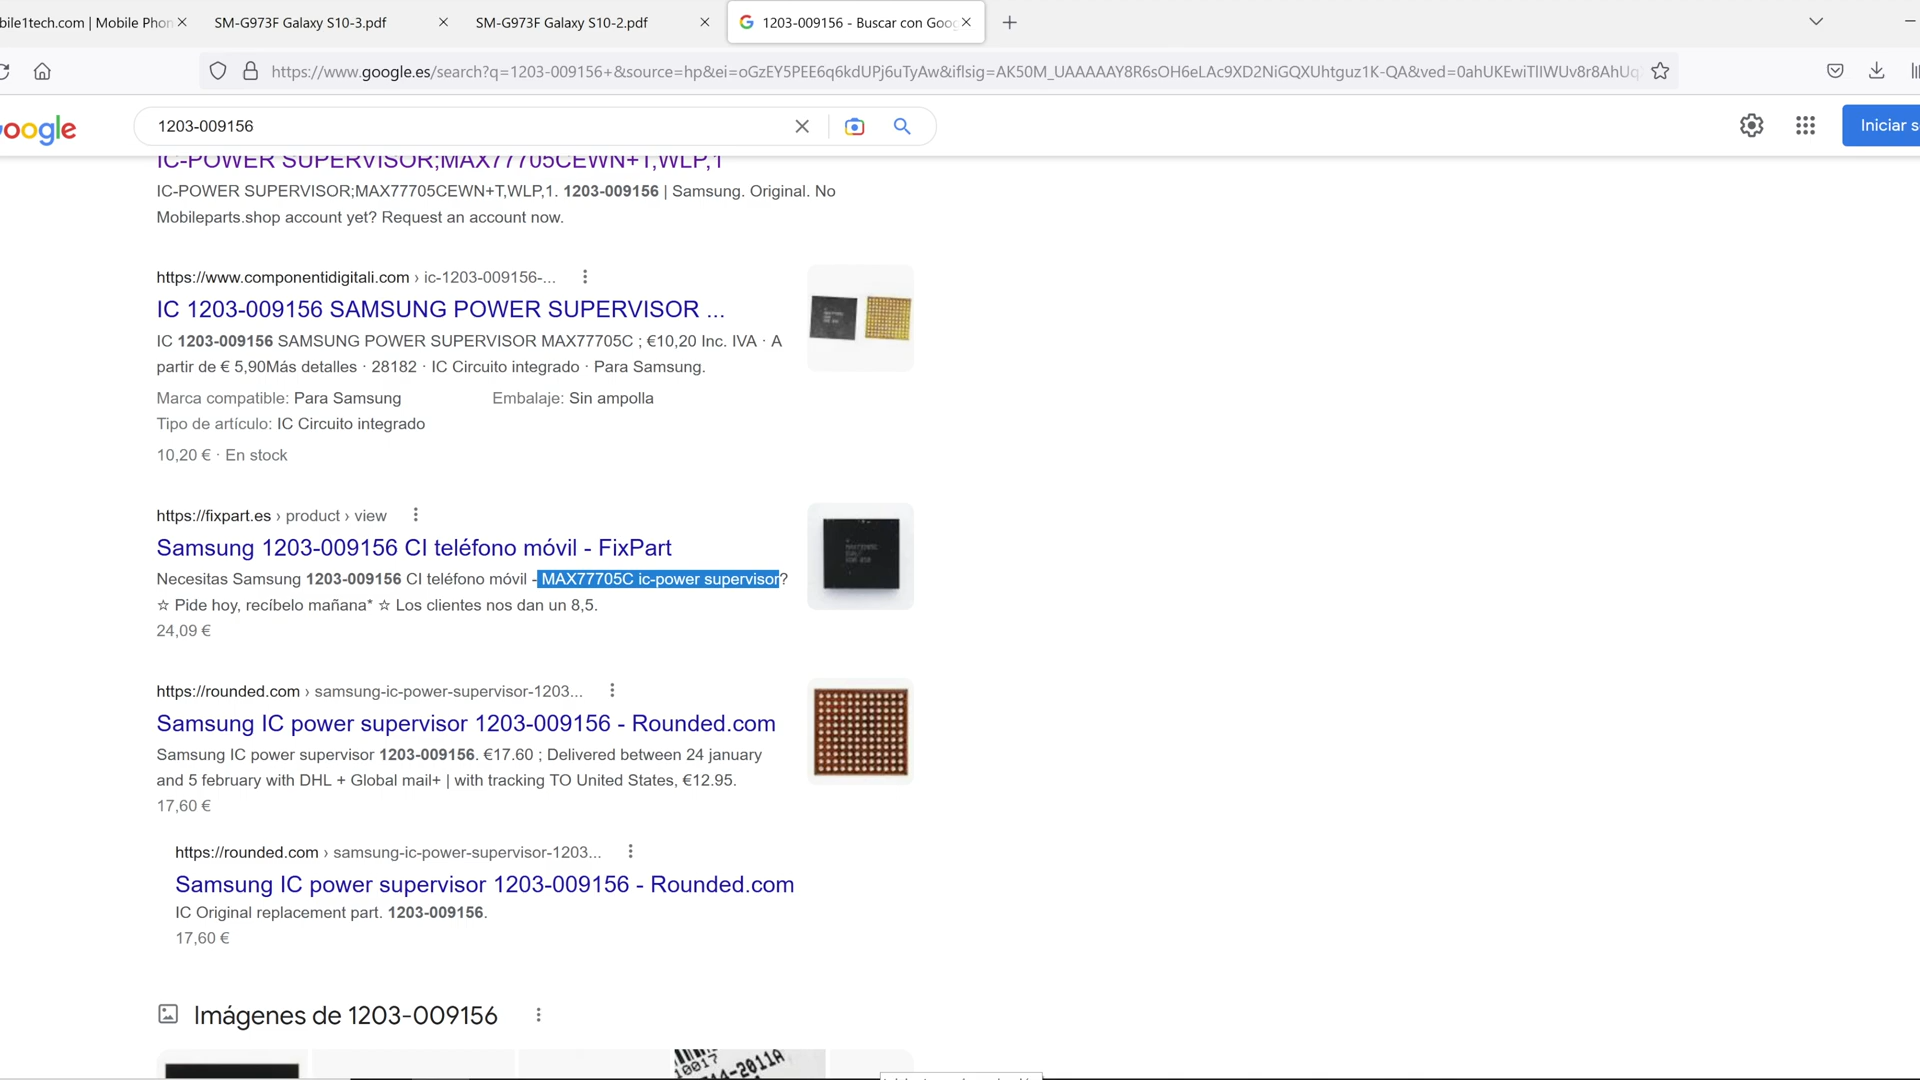 bile1tech.com | Mobile Phon
SM-G973F Galaxy S10-3.pdf
SM-G973F Galaxy S10-2.pdf
1203-009156 - Buscar con Goo
https://www.google.es/search?q=1203-009156+&source=hp&ei=oGzEY5PEE6q6kdUPj6uTyAw&iflsig=AK50M_UAAAAAY8R6sOH6eLAc9XD2NiGQXUhtguz1K-QA&ved=0ahUKEwiTlIWUv8r8AhUq
oogle
1203-009156
Iniciar s
IC-POWER SUPERVISOR;MAX77705CEWN+T,WLP,1
IC-POWER SUPERVISOR;MAX77705CEWN+T,WLP,1. 1203-009156 | Samsung. Original. No
Mobileparts.shop account yet? Request an account now.
https://www.componentidigitali.com › ic-1203-009156-...
IC 1203-009156 SAMSUNG POWER SUPERVISOR ...
IC 1203-009156 SAMSUNG POWER SUPERVISOR MAX77705C ; €10,20 Inc. IVA · A
partir de € 5,90Más detalles · 28182 · IC Circuito integrado · Para Samsung.
Marca compatible: Para Samsung Embalaje: Sin ampolla
Tipo de artículo: IC Circuito integrado
10,20 € · En stock
https://fixpart.es › product › view
Samsung 1203-009156 CI teléfono móvil - FixPart
Necesitas Samsung 1203-009156 CI teléfono móvil - MAX77705C ic-power supervisor?
☆ Pide hoy, recíbelo mañana* ☆ Los clientes nos dan un 8,5.
24,09 €
https://rounded.com › samsung-ic-power-supervisor-1203...
Samsung IC power supervisor 1203-009156 - Rounded.com
Samsung IC power supervisor 1203-009156. €17.60 ; Delivered between 24 january
and 5 february with DHL + Global mail+ | with tracking TO United States, €12.95.
17,60 €
https://rounded.com › samsung-ic-power-supervisor-1203...
Samsung IC power supervisor 1203-009156 - Rounded.com
IC Original replacement part. 1203-009156.
17,60 €
Imágenes de 1203-009156
10017